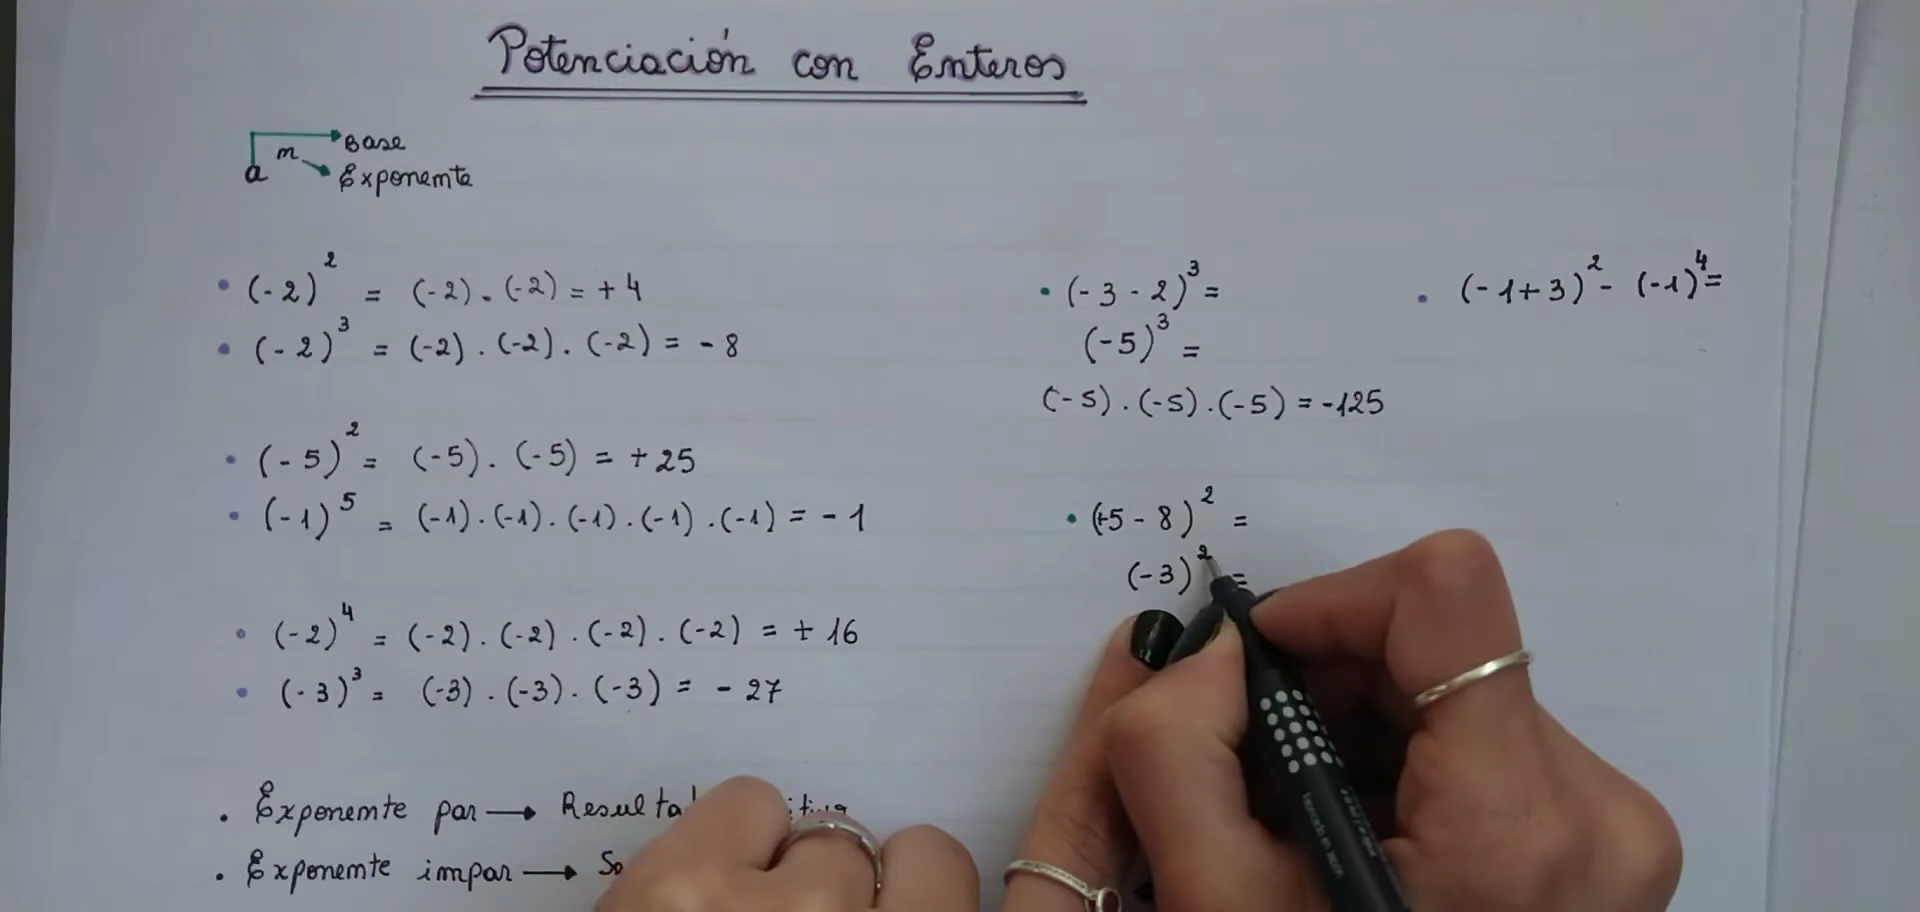 Potenciación con Enteros
Base
a^m
Exponente
• (-2)^2 = (-2) . (-2) = +4
• (-2)^3 = (-2) . (-2) . (-2) = -8
• (-5)^2 = (-5) . (-5) = +25
• (-1)^5 = (-1) . (-1) . (-1) . (-1) . (-1) = -1
• (-2)^4 = (-2) . (-2) . (-2) . (-2) = +16
• (-3)^3 = (-3) . (-3) . (-3) = -27
. Exponente par →
. Exponente impar →
• (-3-2)^3 =
(-5)^3 =
(-5) . (-5) . (-5) = -125
• (+5-8)^2 =
(-3)^2 =
• (-1+3)^2 - (-1)^4 =